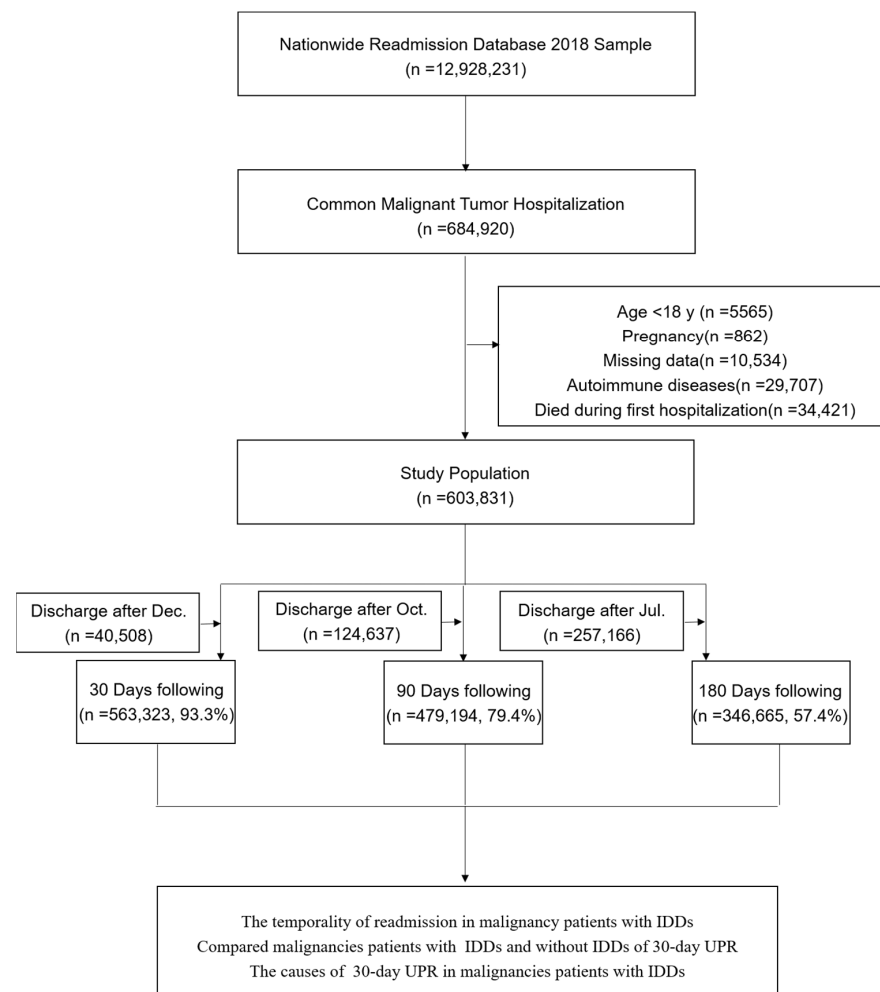 Nationwide Readmission Database 2018 Sample
(n =12,928,231)
Common Malignant Tumor Hospitalization
(n =684,920)
Age <18 y (n =5565)
Pregnancy(n =862)
Missing data(n =10,534)
Autoimmune diseases(n =29,707)
Died during first hospitalization(n =34,421)
Study Population
(n =603,831)
Discharge after Dec.
(n =40,508)
Discharge after Oct.
(n =124,637)
Discharge after Jul.
(n =257,166)
30 Days following
(n =563,323, 93.3%)
90 Days following
(n =479,194, 79.4%)
180 Days following
(n =346,665, 57.4%)
The temporality of readmission in malignancy patients with IDDs
Compared malignancies patients with IDDs and without IDDs of 30-day UPR
The causes of 30-day UPR in malignancies patients with IDDs